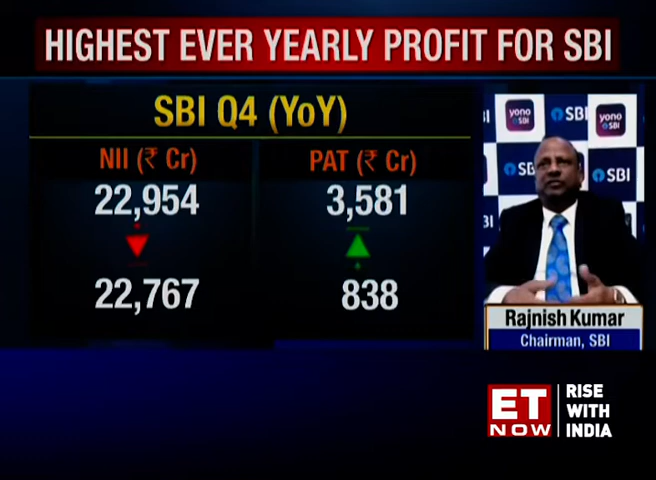 HIGHEST EVER YEARLY PROFIT FOR SBI
SBI Q4 (YoY)
NII (₹ Cr)
PAT (₹ Cr)
22,954
3,581
22,767
838
yono
SBI
SBI
yono
SBI
SBI
SBI
Rajnish Kumar
Chairman, SBI
ET
NOW
RISE
WITH
INDIA